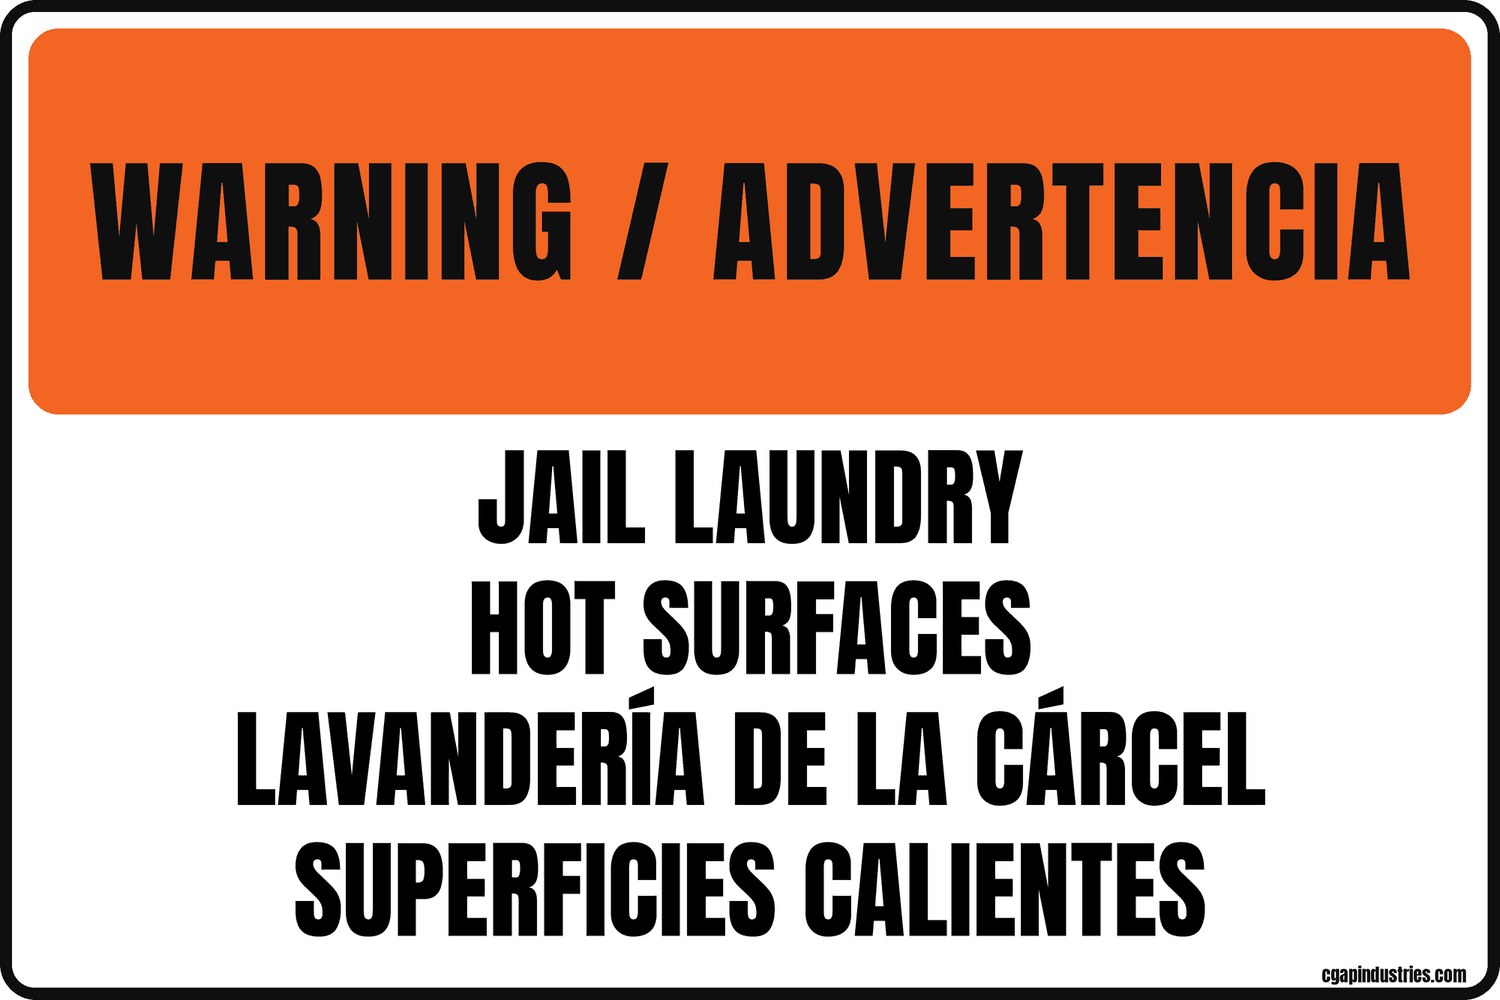 WARNING / ADVERTENCIA
JAIL LAUNDRY
HOT SURFACES
LAVANDERÍA DE LA CÁRCEL
SUPERFICIES CALIENTES
cgapindustries.com